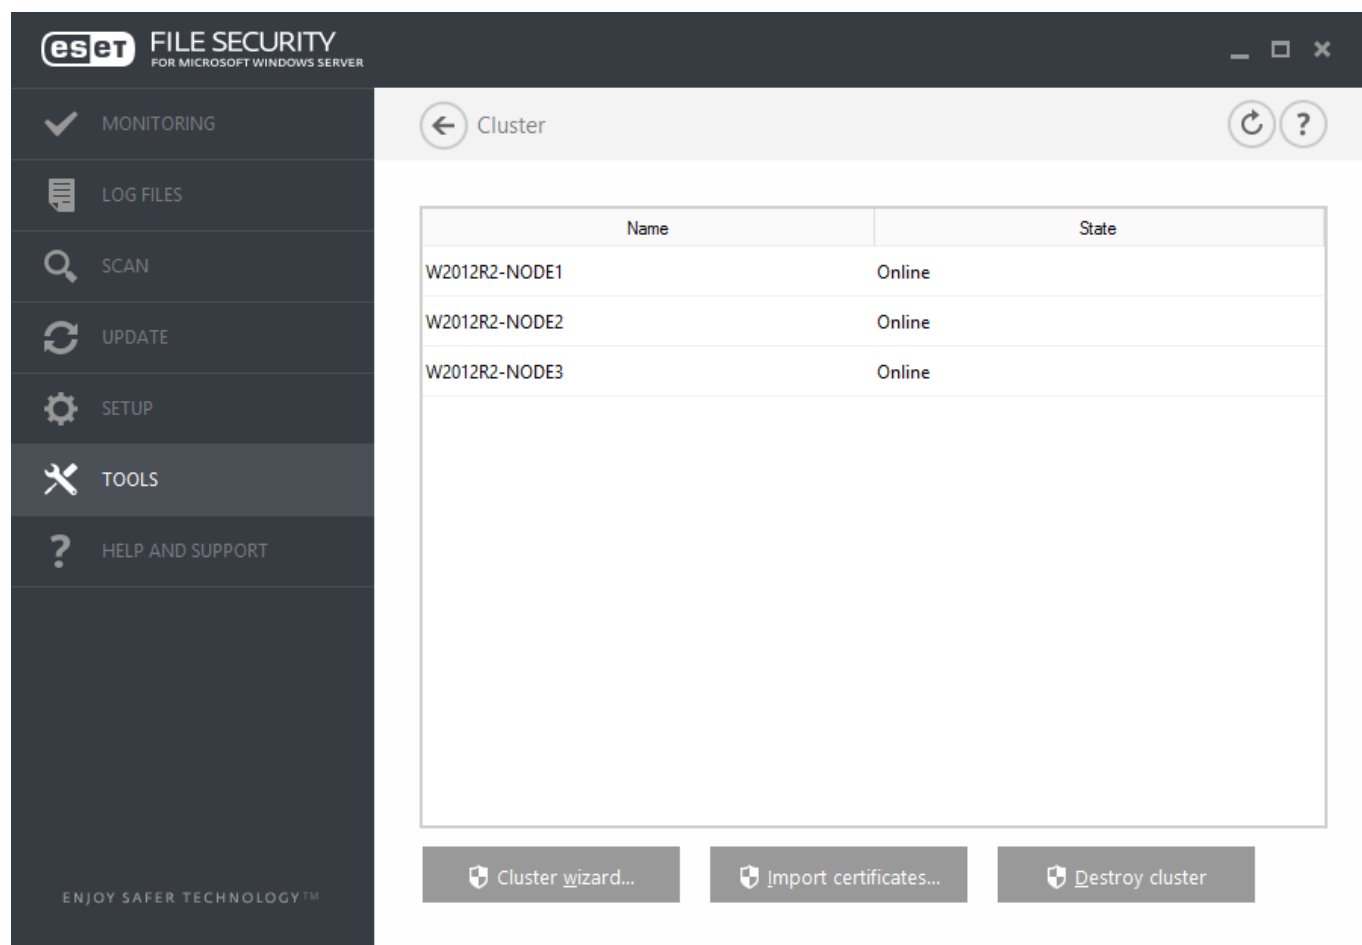 eset FILE SECURITY
FOR MICROSOFT WINDOWS SERVER
MONITORING
LOG FILES
SCAN
UPDATE
SETUP
TOOLS
HELP AND SUPPORT
ENJOY SAFER TECHNOLOGY™
Cluster
?
Name State
W2012R2-NODE1 Online
W2012R2-NODE2 Online
W2012R2-NODE3 Online
Cluster wizard... Import certificates... Destroy cluster